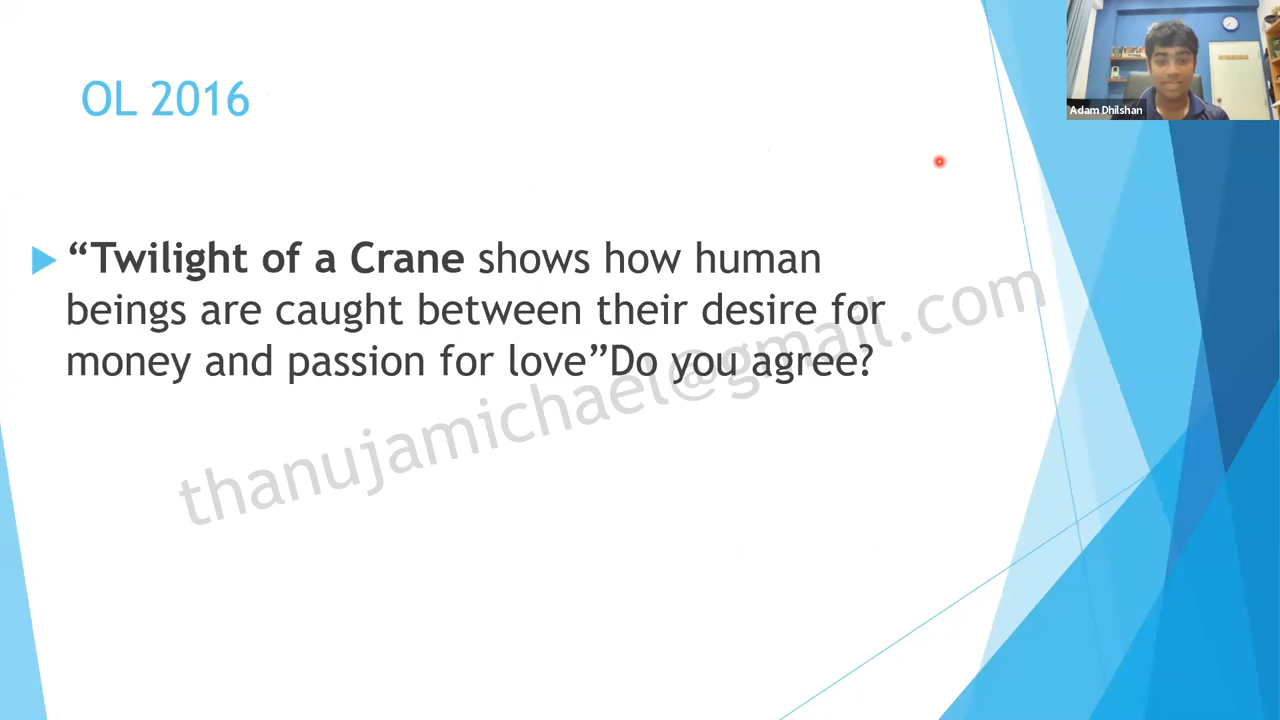 Adam Dhilshan
OL 2016
“Twilight of a Crane shows how human
beings are caught between their desire for
money and passion for love”Do you agree?
thanujamichael@gmail.com